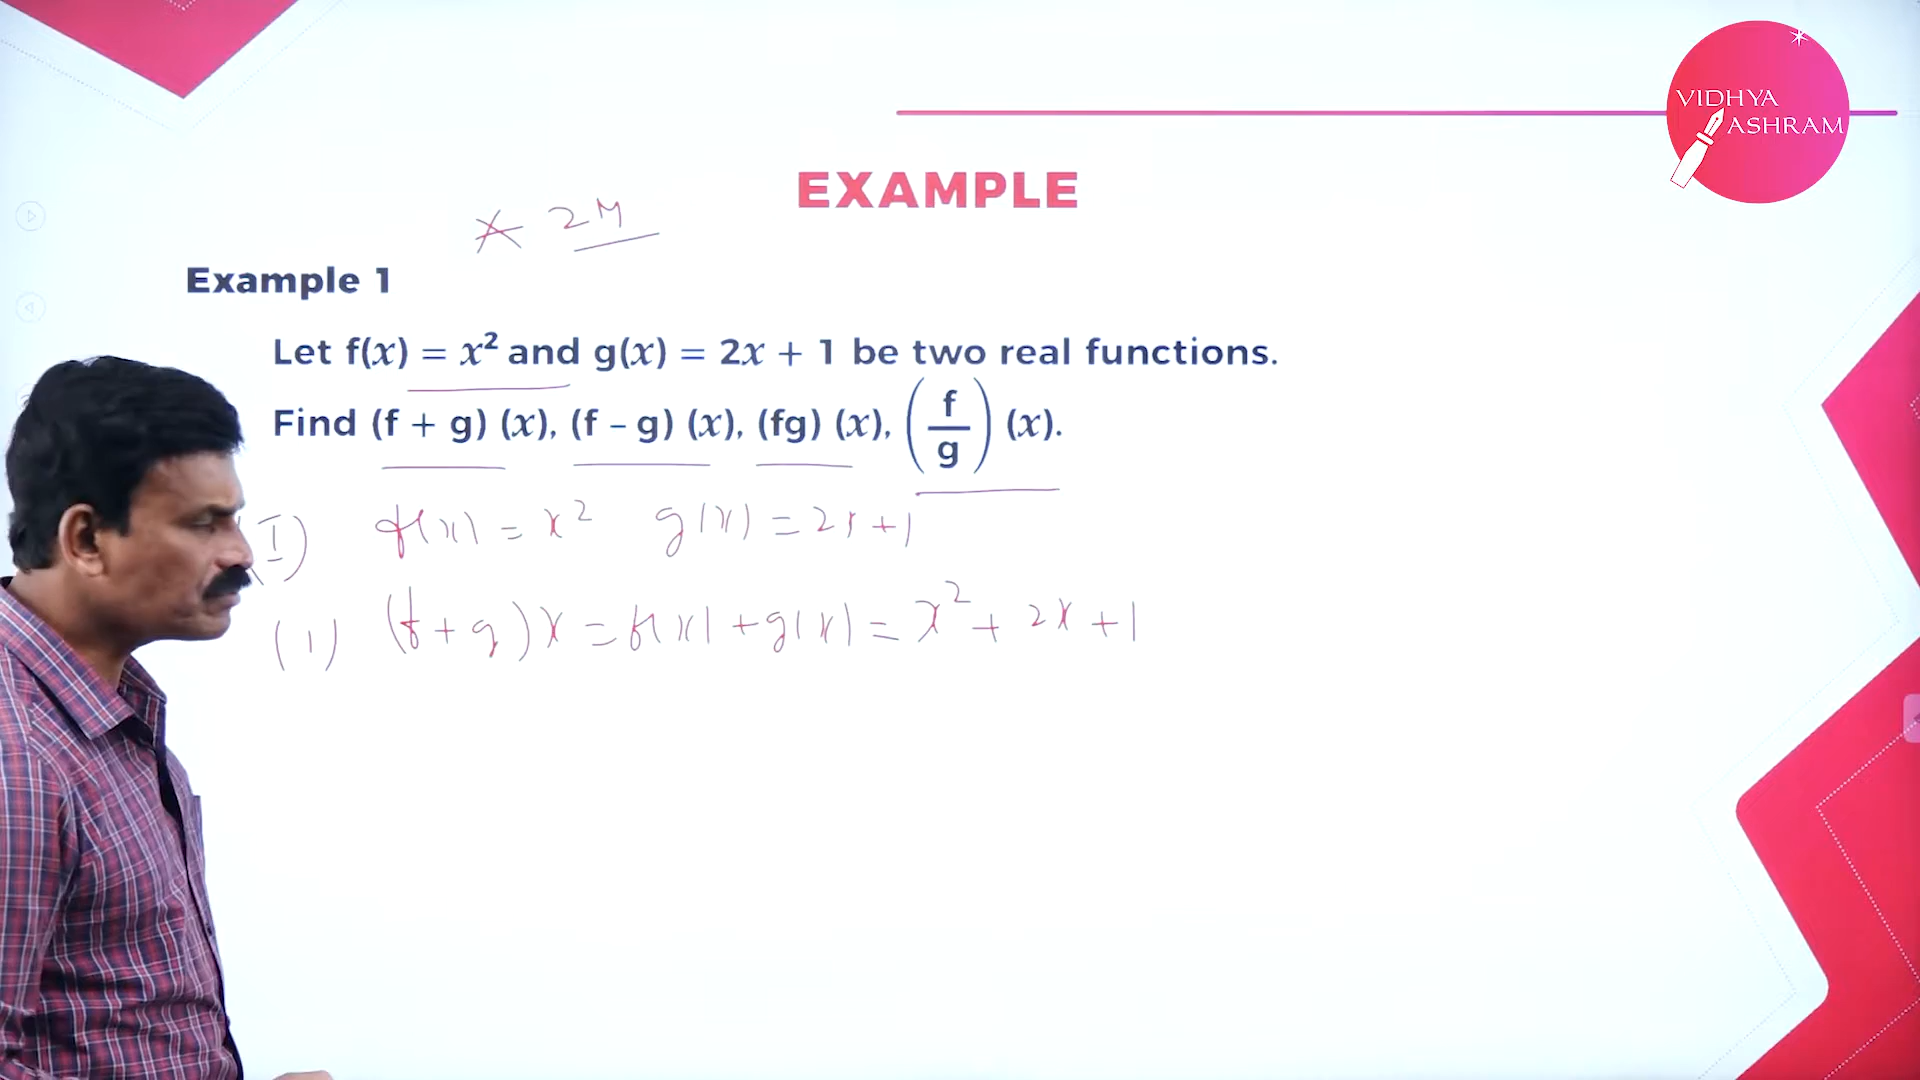 VIDHYA
ASHRAM
EXAMPLE
2M
Example 1
Let f(x) = x² and g(x) = 2x + 1 be two real functions.
Find (f + g) (x), (f – g) (x), (fg) (x), (f/g) (x).
(I) f(x) = x² g(x) = 2x + 1
(1) (f + g)x = f(x) + g(x) = x² + 2x + 1